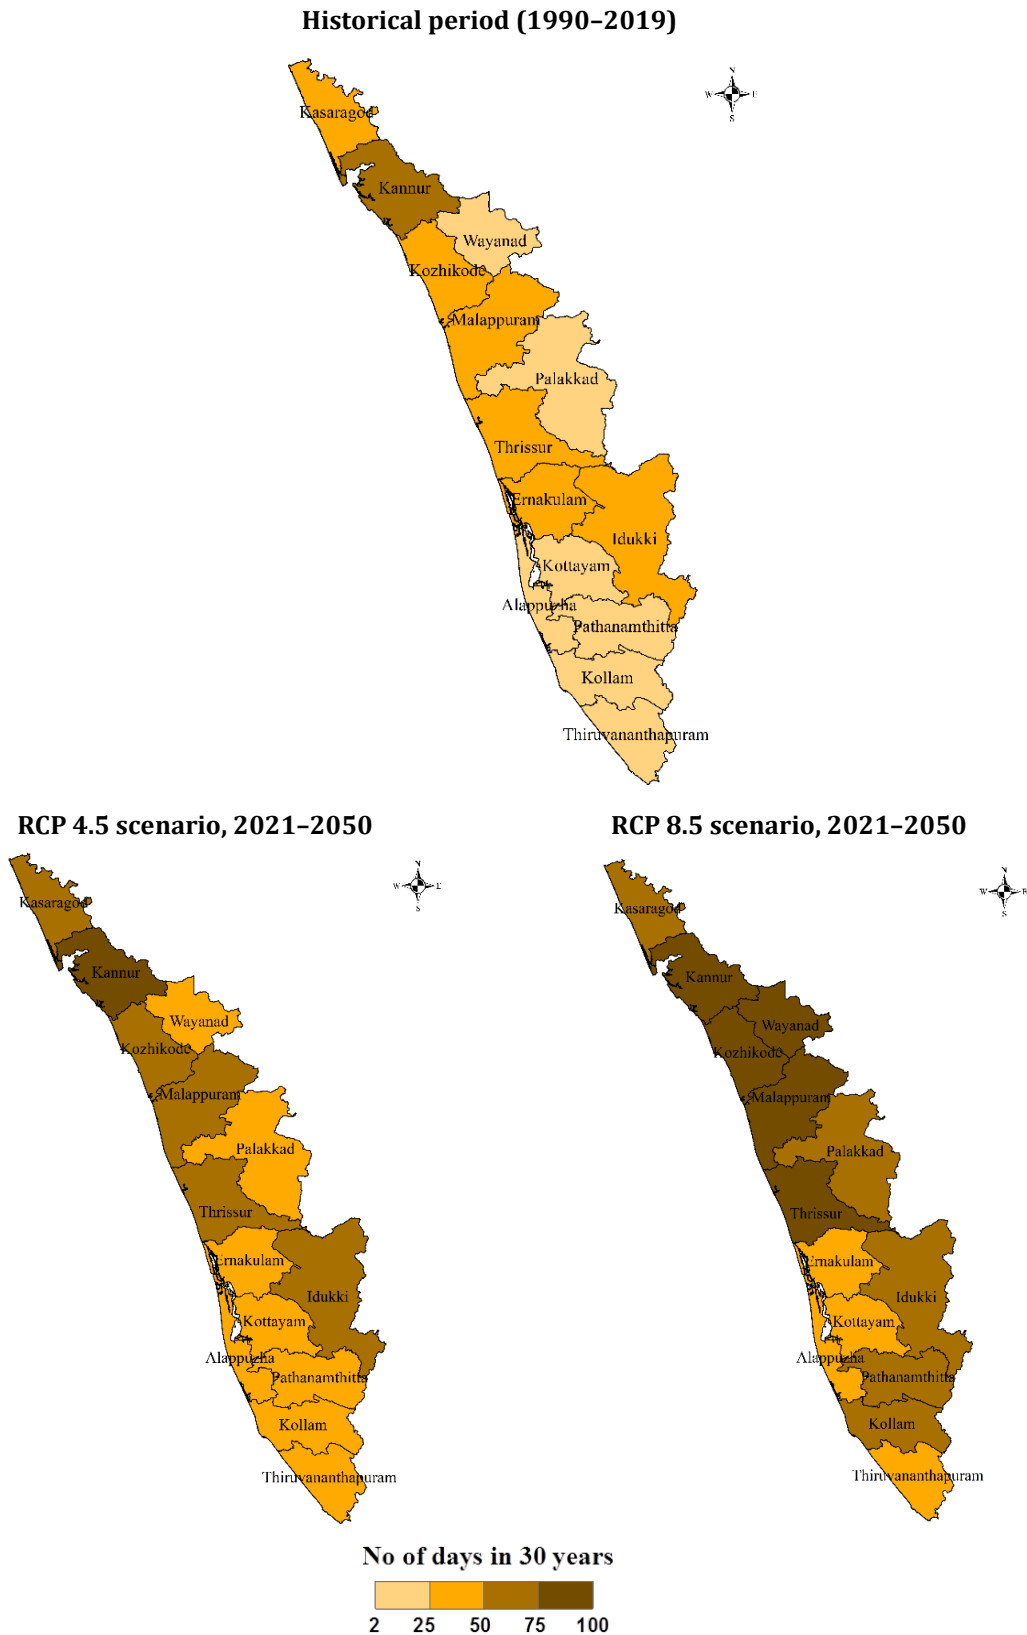 Historical period (1990–2019)
N
W
E
S
Kasaragod
Kannur
Wayanad
Kozhikode
Malappuram
Palakkad
Thrissur
Ernakulam
Idukki
Kottayam
Alappuzha
Pathanamthitta
Kollam
Thiruvananthapuram
RCP 4.5 scenario, 2021–2050
N
W
E
S
Kasaragod
Kannur
Wayanad
Kozhikode
Malappuram
Palakkad
Thrissur
Ernakulam
Idukki
Kottayam
Alappuzha
Pathanamthitta
Kollam
Thiruvananthapuram
RCP 8.5 scenario, 2021–2050
N
W
E
S
Kasaragod
Kannur
Wayanad
Kozhikode
Malappuram
Palakkad
Thrissur
Ernakulam
Idukki
Kottayam
Alappuzha
Pathanamthitta
Kollam
Thiruvananthapuram
No of days in 30 years
2 25 50 75 100